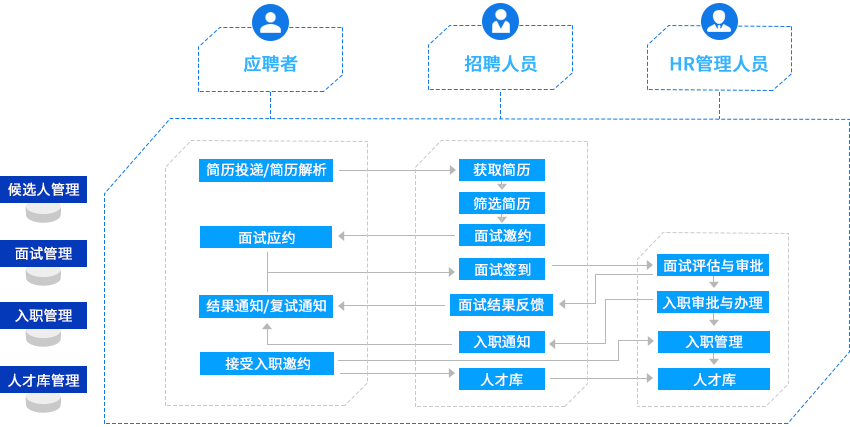 应聘者
招聘人员
HR管理人员
候选人管理
面试管理
入职管理
人才库管理
简历投递/简历解析
面试应约
结果通知/复试通知
接受入职邀约
获取简历
筛选简历
面试邀约
面试签到
面试结果反馈
入职通知
人才库
面试评估与审批
入职审批与办理
入职管理
人才库